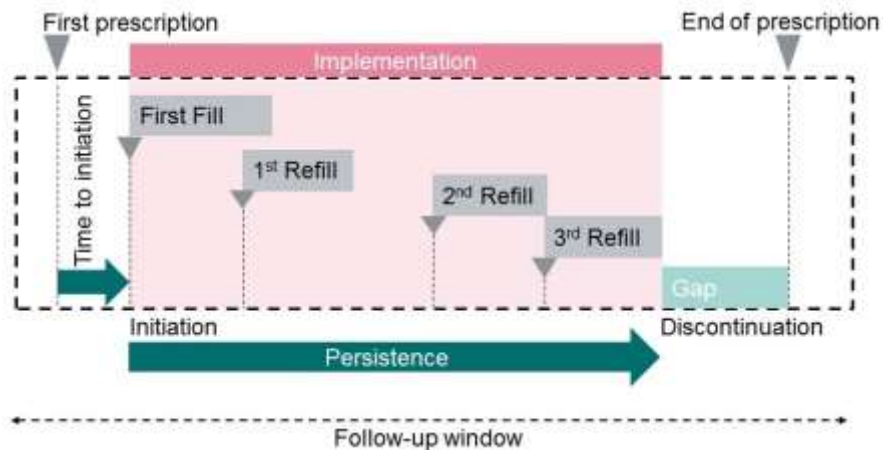 First prescription
End of prescription
Implementation
Time to initiation
First Fill
1st Refill
2nd Refill
3rd Refill
Gap
Initiation
Discontinuation
Persistence
Follow-up window